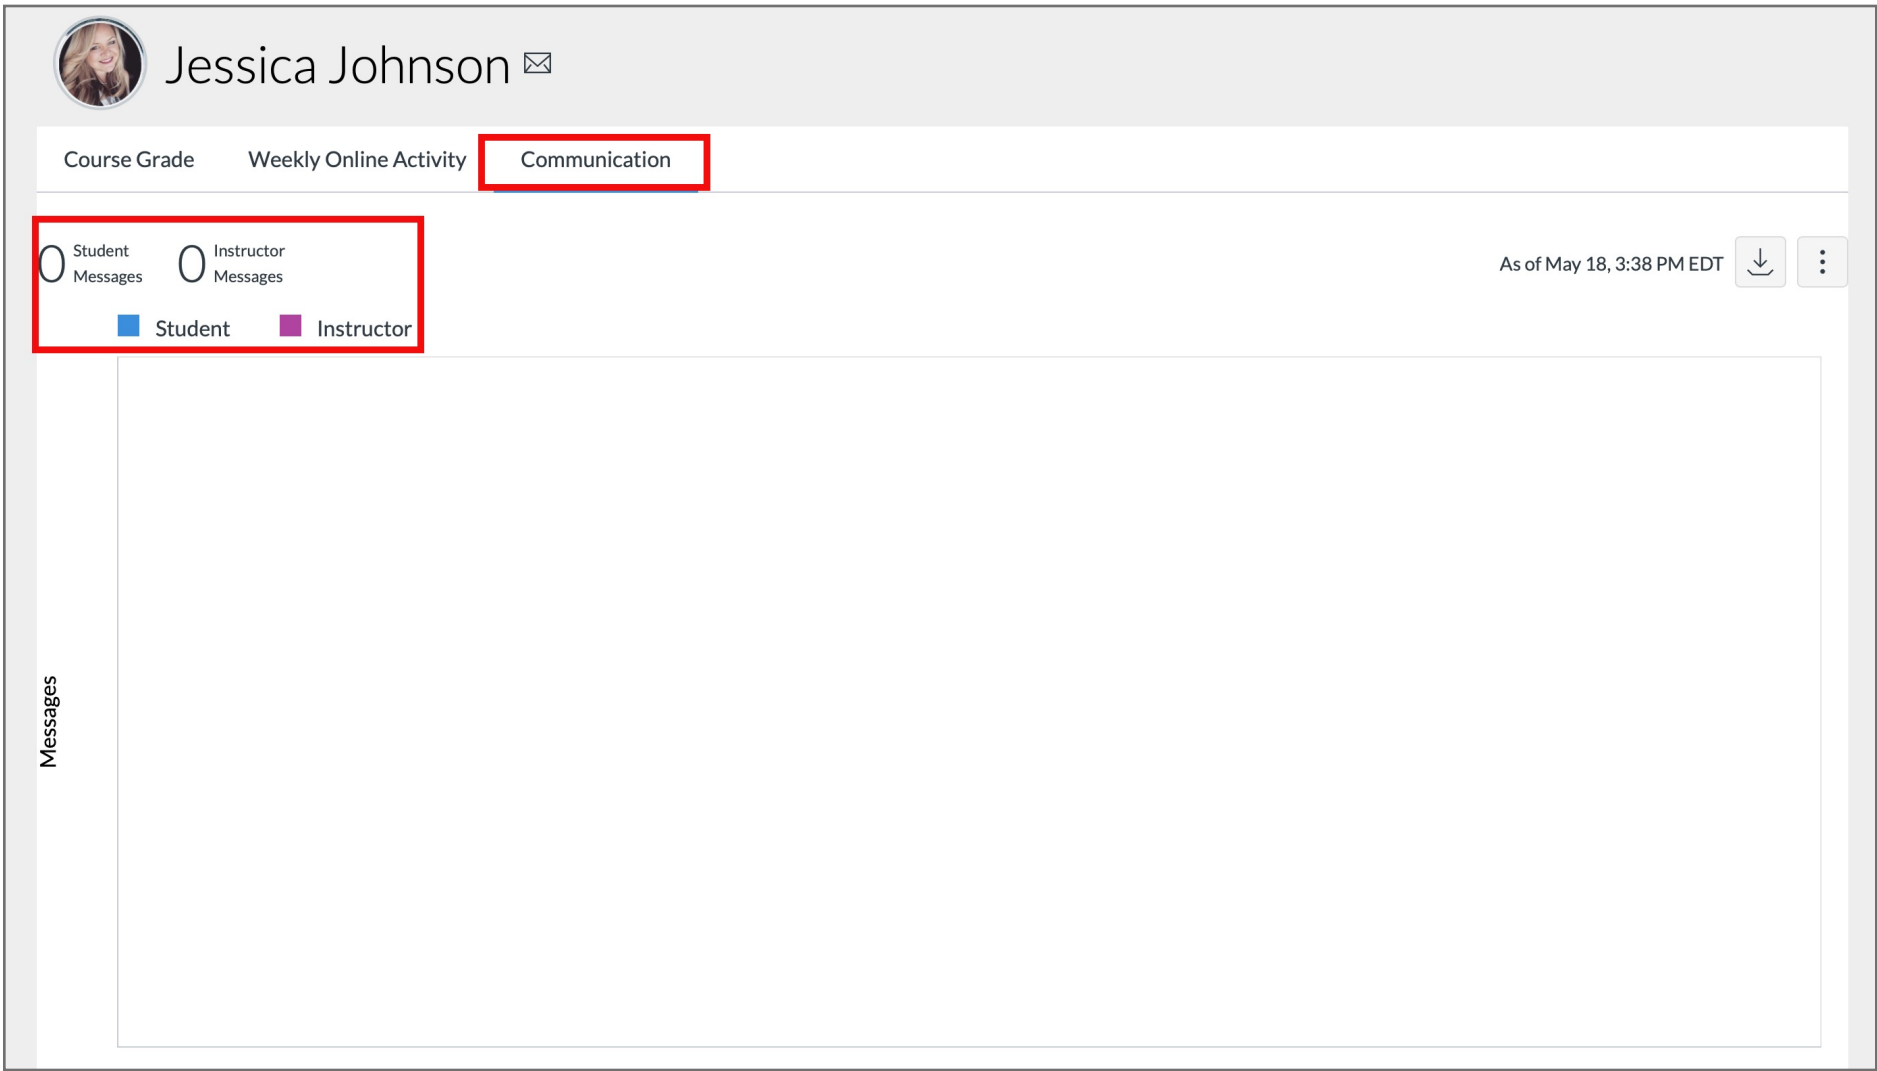 Jessica Johnson
Course Grade Weekly Online Activity Communication
0 Student Messages 0 Instructor Messages
As of May 18, 3:38 PM EDT
Student Instructor
Messages